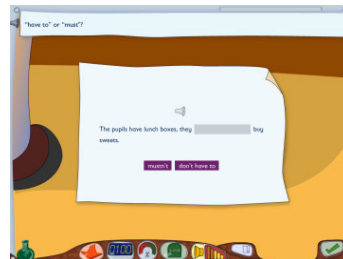 "have to" or "must"?
The pupils have lunch boxes, they buy
sweets.
mustn't don't have to